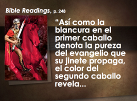 Bible Readings, p. 240
"Así como la
blancura en el
primer caballo
denota la pureza
del evangelio que
su jinete propaga,
el color del
segundo caballo
revela...